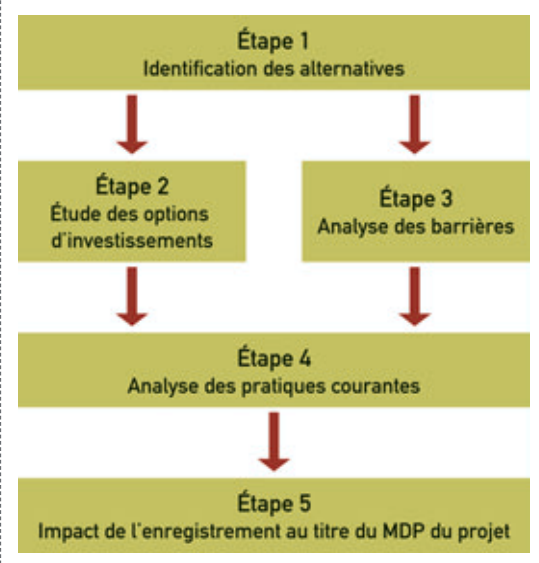 Étape 1
Identification des alternatives
Étape 2
Étude des options
d'investissements
Étape 3
Analyse des barrières
Étape 4
Analyse des pratiques courantes
Étape 5
Impact de l'enregistrement au titre du MDP du projet